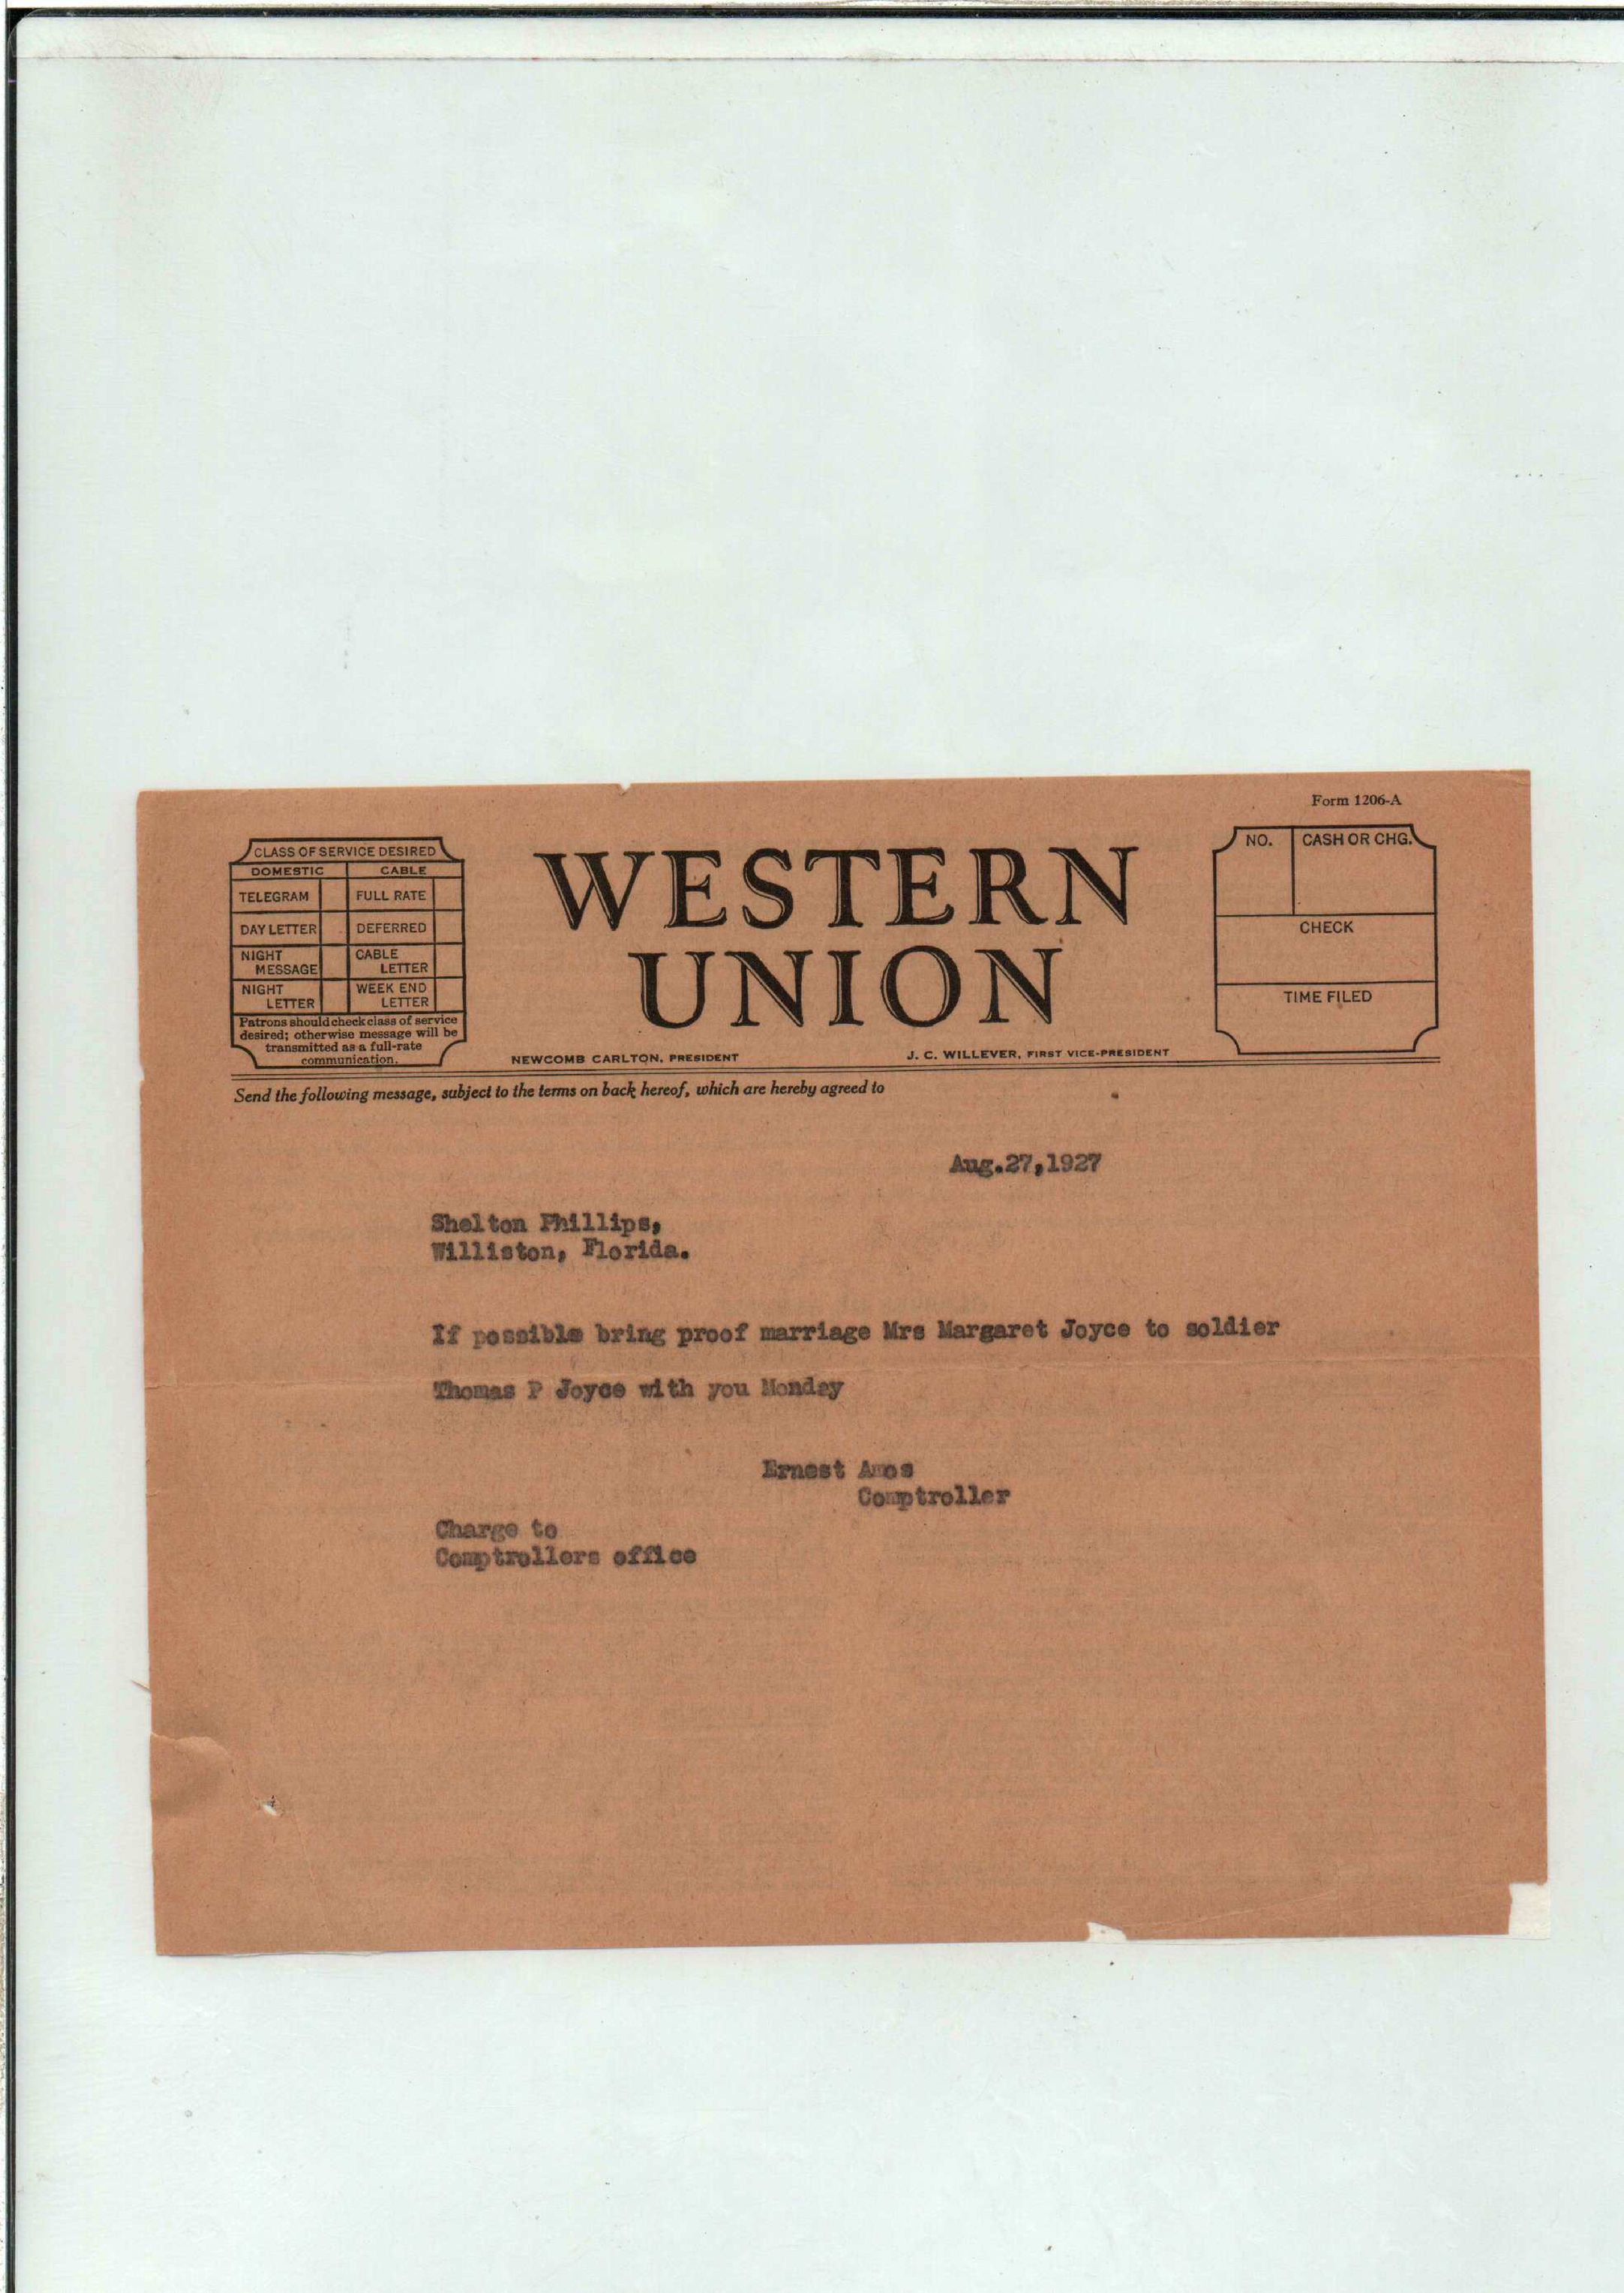 Form 1206-A
CLASS OF SERVICE DESIRED
DOMESTIC CABLE
TELEGRAM FULL RATE
DAY LETTER DEFERRED
NIGHT MESSAGE CABLE LETTER
NIGHT LETTER WEEK END LETTER
Patrons should check class of service
desired; otherwise message will be
transmitted as a full-rate
communication.
WESTERN
UNION
NEWCOMB CARLTON, PRESIDENT
J. C. WILLEVER, FIRST VICE-PRESIDENT
NO. CASH OR CHG.
CHECK
TIME FILED
Send the following message, subject to the terms on back hereof, which are hereby agreed to
Aug.27,1927
Shelton Phillips,
Williston, Florida.
If possible bring proof marriage Mrs Margaret Joyce to soldier
Thomas P Joyce with you Monday
Ernest Amos
Comptroller
Charge to
Comptrollers office